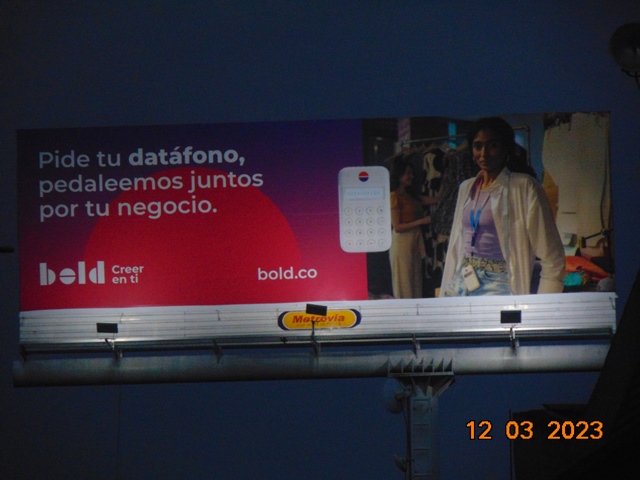 Pide tu datáfono,
pedaleemos juntos
por tu negocio.
bold Creer
en ti
bold.co
Metrovia
12 03 2023